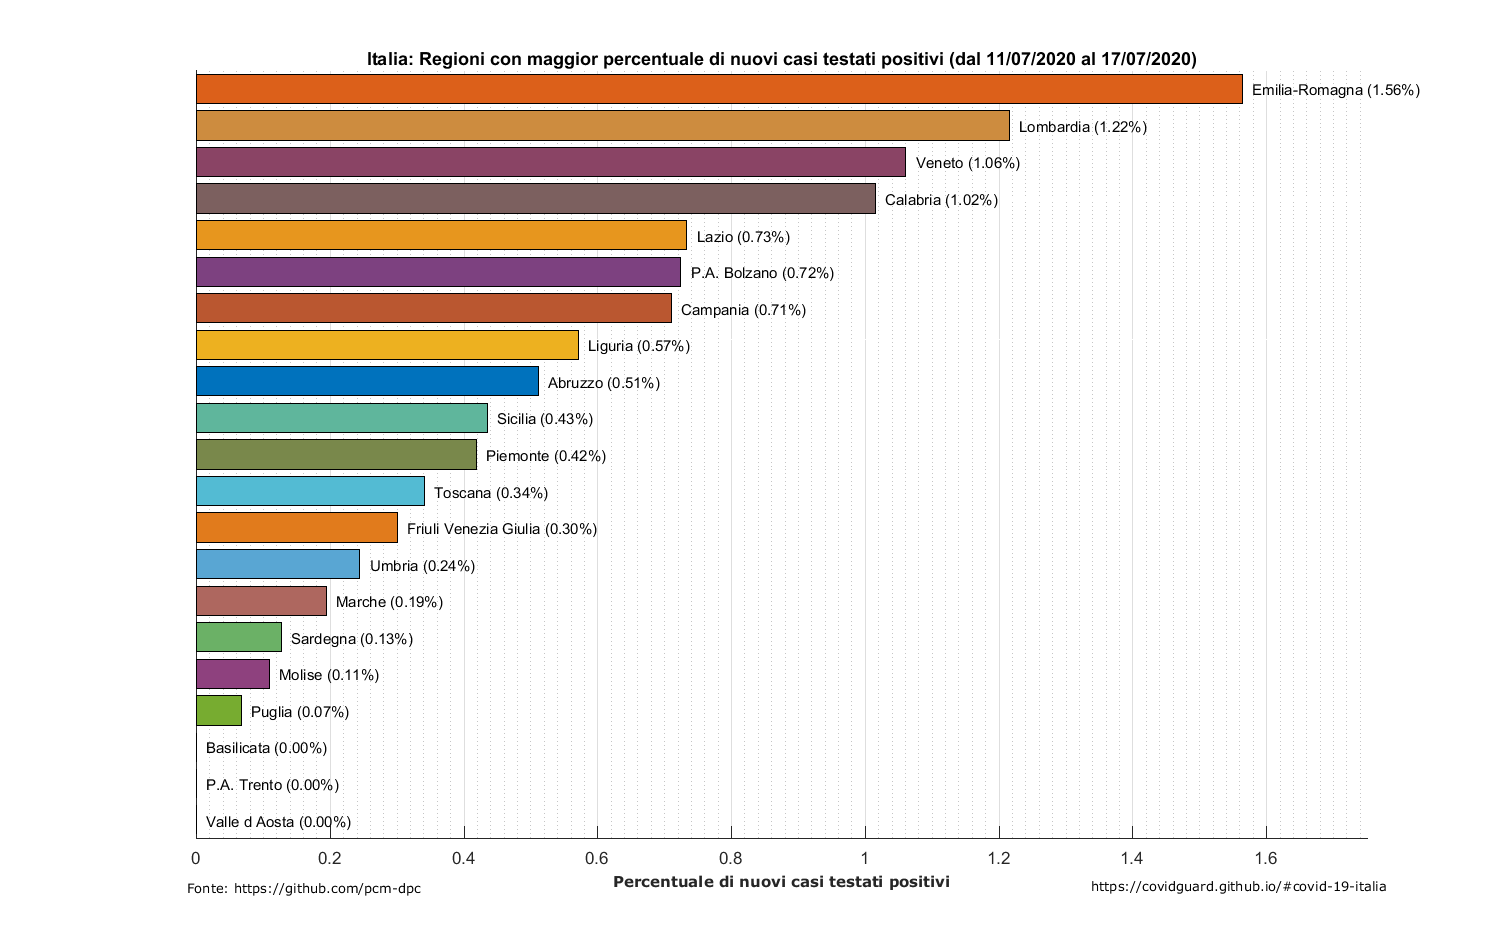 Italia: Regioni con maggior percentuale di nuovi casi testati positivi (dal 11/07/2020 al 17/07/2020)
Emilia-Romagna (1.56%)
Lombardia (1.22%)
Veneto (1.06%)
Calabria (1.02%)
Lazio (0.73%)
P.A. Bolzano (0.72%)
Campania (0.71%)
Liguria (0.57%)
Abruzzo (0.51%)
Sicilia (0.43%)
Piemonte (0.42%)
Toscana (0.34%)
Friuli Venezia Giulia (0.30%)
Umbria (0.24%)
Marche (0.19%)
Sardegna (0.13%)
Molise (0.11%)
Puglia (0.07%)
Basilicata (0.00%)
P.A. Trento (0.00%)
Valle d Aosta (0.00%)
0 0.2 0.4 0.6 0.8 1 1.2 1.4 1.6
Percentuale di nuovi casi testati positivi
Fonte: https://github.com/pcm-dpc
https://covidguard.github.io/#covid-19-italia